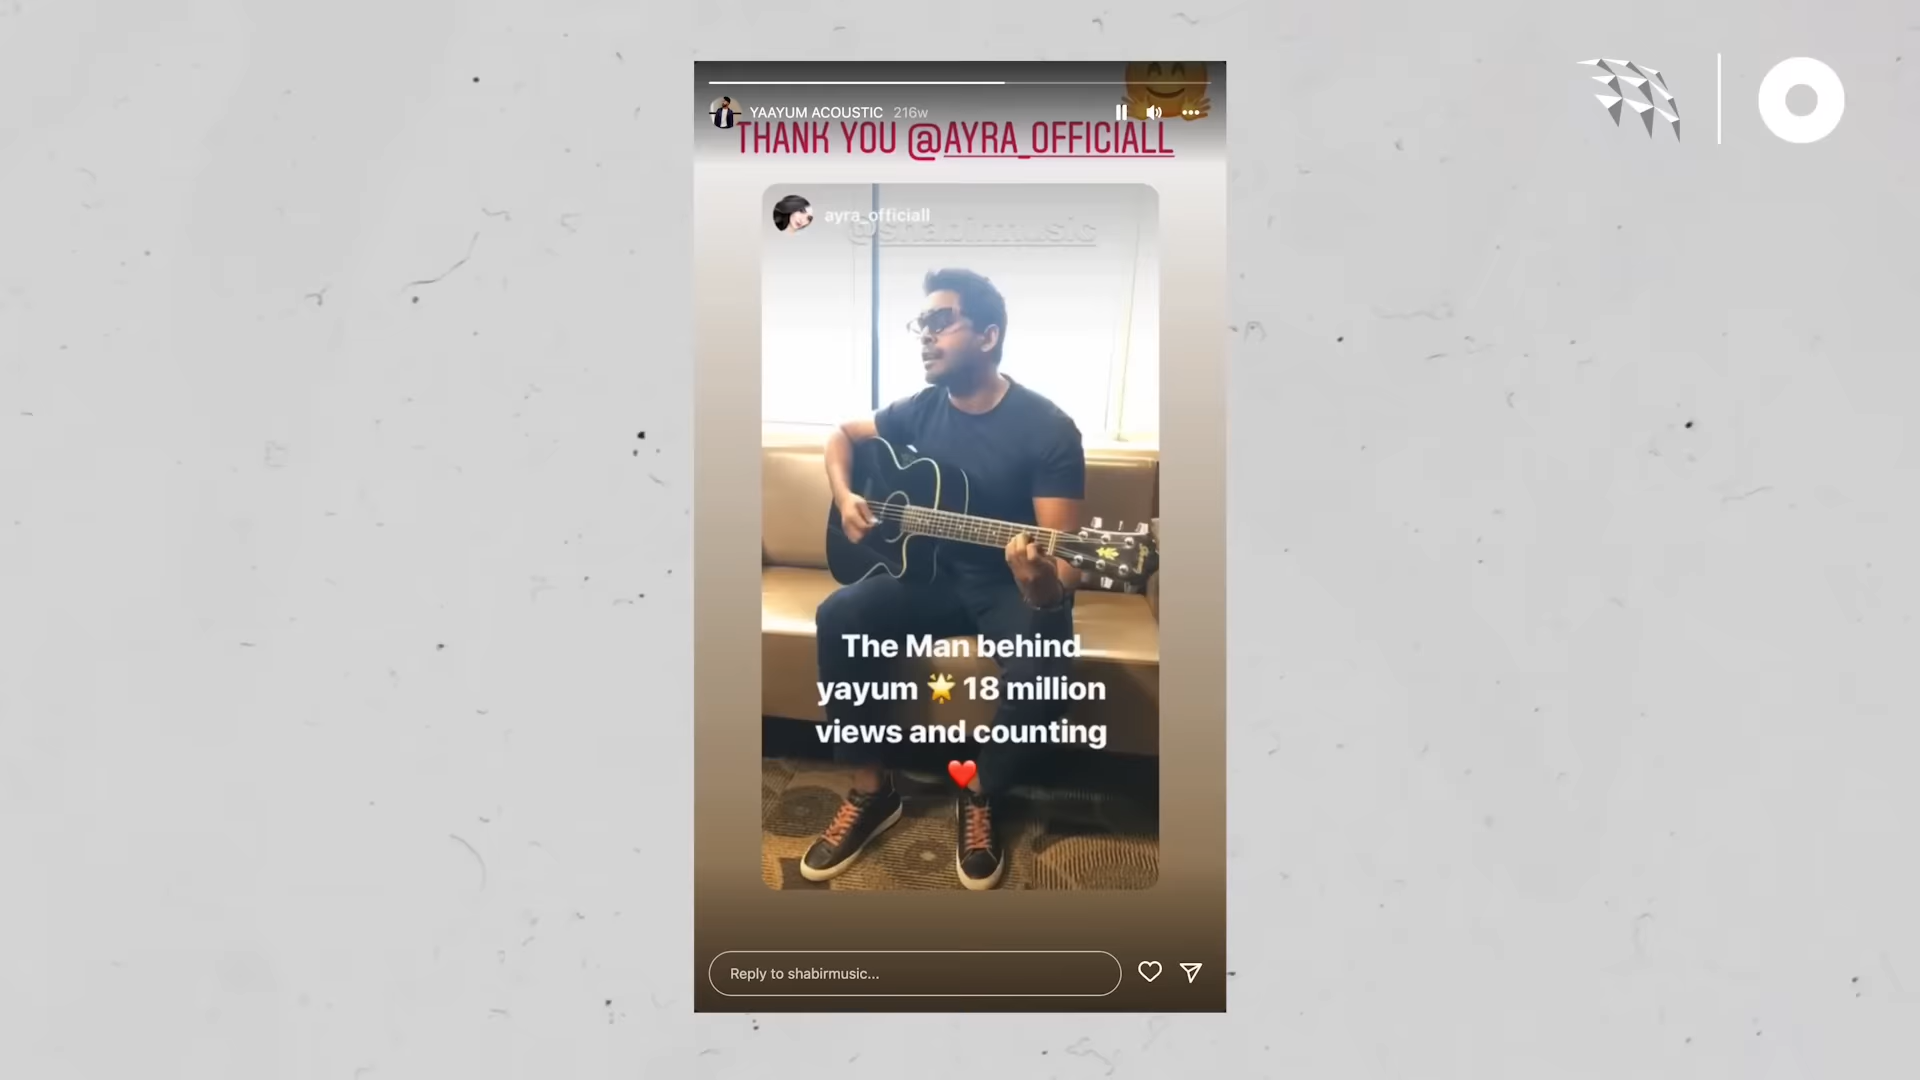 YAAYUM ACOUSTIC 216w
THANK YOU @AYRA_OFFICIALL
ayra_officiall
@shabirmusic
The Man behind
yayum 🌟 18 million
views and counting
❤️
Reply to shabirmusic...